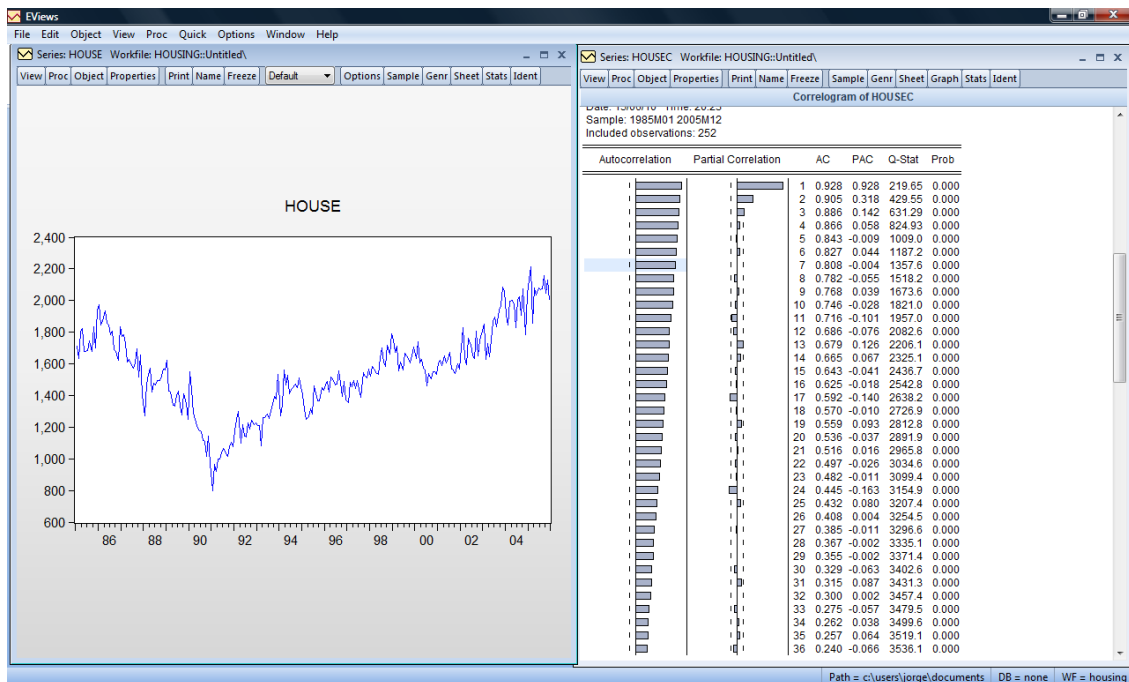 EViews
File Edit Object View Proc Quick Options Window Help
Series: HOUSE Workfile: HOUSING::Untitled\
View Proc Object Properties Print Name Freeze Default Options Sample Genr Sheet Stats Ident
HOUSE
2,400
2,200
2,000
1,800
1,600
1,400
1,200
1,000
800
600
86 88 90 92 94 96 98 00 02 04
Series: HOUSEC Workfile: HOUSING::Untitled\
View Proc Object Properties Print Name Freeze Sample Genr Sheet Graph Stats Ident
Correlogram of HOUSEC
Sample: 1985M01 2005M12
Included observations: 252
Autocorrelation Partial Correlation AC PAC Q-Stat Prob
1 0.928 0.928 219.65 0.000
2 0.905 0.318 429.55 0.000
3 0.886 0.142 631.29 0.000
4 0.866 0.058 824.93 0.000
5 0.843 -0.009 1009.0 0.000
6 0.827 0.044 1187.2 0.000
7 0.808 -0.004 1357.6 0.000
8 0.782 -0.055 1518.2 0.000
9 0.768 0.039 1673.6 0.000
10 0.746 -0.028 1821.0 0.000
11 0.716 -0.101 1957.0 0.000
12 0.686 -0.076 2082.6 0.000
13 0.679 0.126 2206.1 0.000
14 0.665 0.067 2325.1 0.000
15 0.643 -0.041 2436.7 0.000
16 0.625 -0.018 2542.8 0.000
17 0.592 -0.140 2638.2 0.000
18 0.570 -0.010 2726.9 0.000
19 0.559 0.093 2812.8 0.000
20 0.536 -0.037 2891.9 0.000
21 0.516 0.016 2965.8 0.000
22 0.497 -0.026 3034.6 0.000
23 0.482 -0.011 3099.4 0.000
24 0.445 -0.163 3154.9 0.000
25 0.432 0.080 3207.4 0.000
26 0.408 0.004 3254.5 0.000
27 0.385 -0.011 3296.6 0.000
28 0.367 -0.002 3335.1 0.000
29 0.355 -0.002 3371.4 0.000
30 0.329 -0.063 3402.6 0.000
31 0.315 0.087 3431.3 0.000
32 0.300 0.002 3457.4 0.000
33 0.275 -0.057 3479.5 0.000
34 0.262 0.038 3499.6 0.000
35 0.257 0.064 3519.1 0.000
36 0.240 -0.066 3536.1 0.000
Path = c:\users\jorge\documents DB = none WF = housing